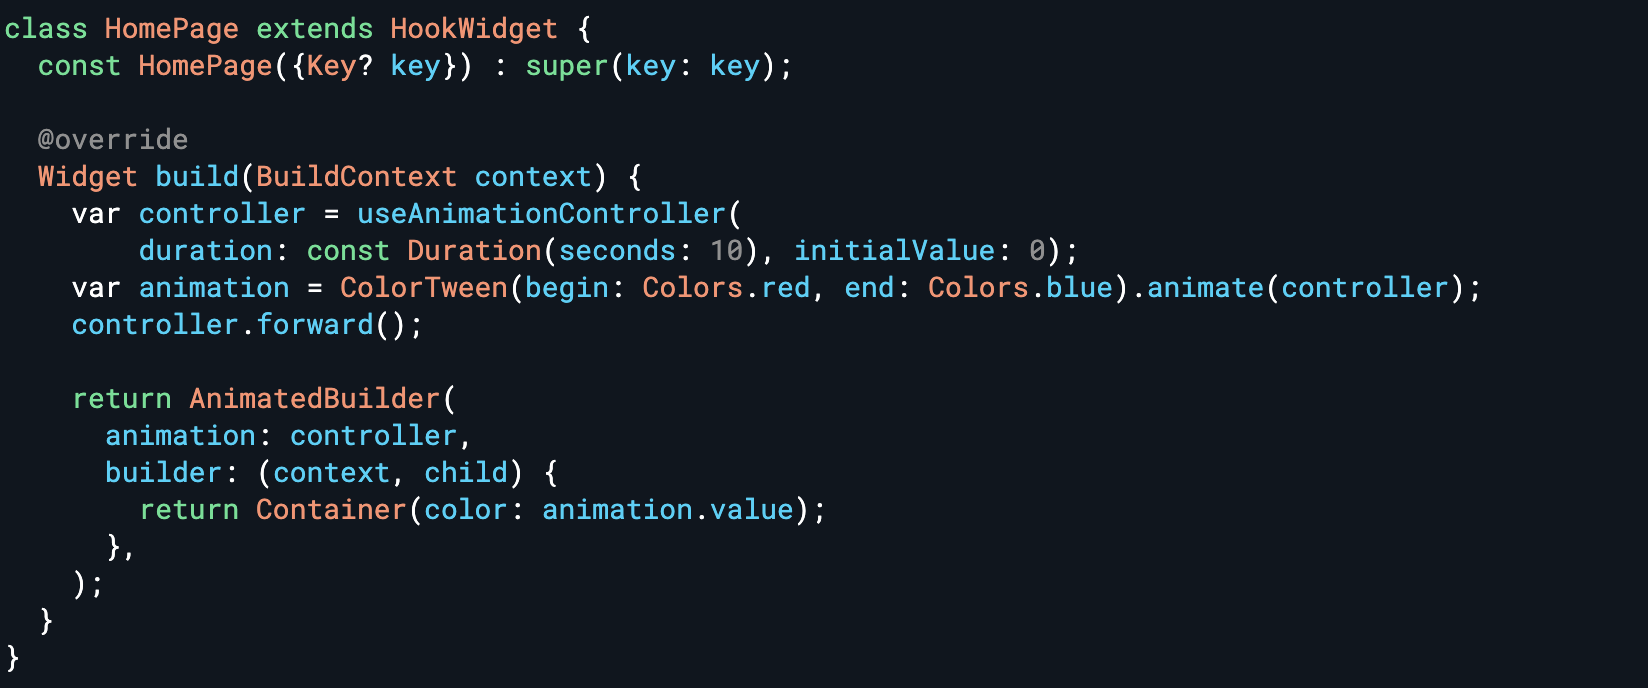 class HomePage extends HookWidget {
  const HomePage({Key? key}) : super(key: key);

  @override
  Widget build(BuildContext context) {
    var controller = useAnimationController(
        duration: const Duration(seconds: 10), initialValue: 0);
    var animation = ColorTween(begin: Colors.red, end: Colors.blue).animate(controller);
    controller.forward();

    return AnimatedBuilder(
      animation: controller,
      builder: (context, child) {
        return Container(color: animation.value);
      },
    );
  }
}